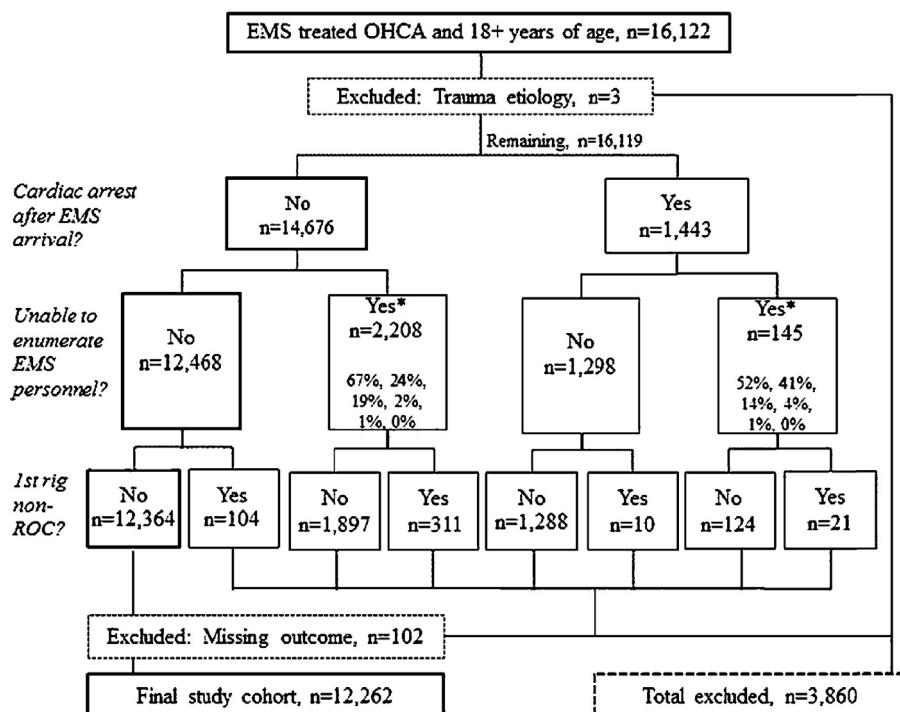 EMS treated OHCA and 18+ years of age, n=16,122
Excluded: Trauma etiology, n=3
Remaining, n=16,119
Cardiac arrest
after EMS
arrival?
No
n=14,676
Yes
n=1,443
Unable to
enumerate
EMS
personnel?
No
n=12,468
Yes*
n=2,208
67%, 24%,
19%, 2%,
1%, 0%
No
n=1,298
Yes*
n=145
52%, 41%,
14%, 4%,
1%, 0%
1st rig
non-
ROC?
No
n=12,364
Yes
n=104
No
n=1,897
Yes
n=311
No
n=1,288
Yes
n=10
No
n=124
Yes
n=21
Excluded: Missing outcome, n=102
Final study cohort, n=12,262
Total excluded, n=3,860